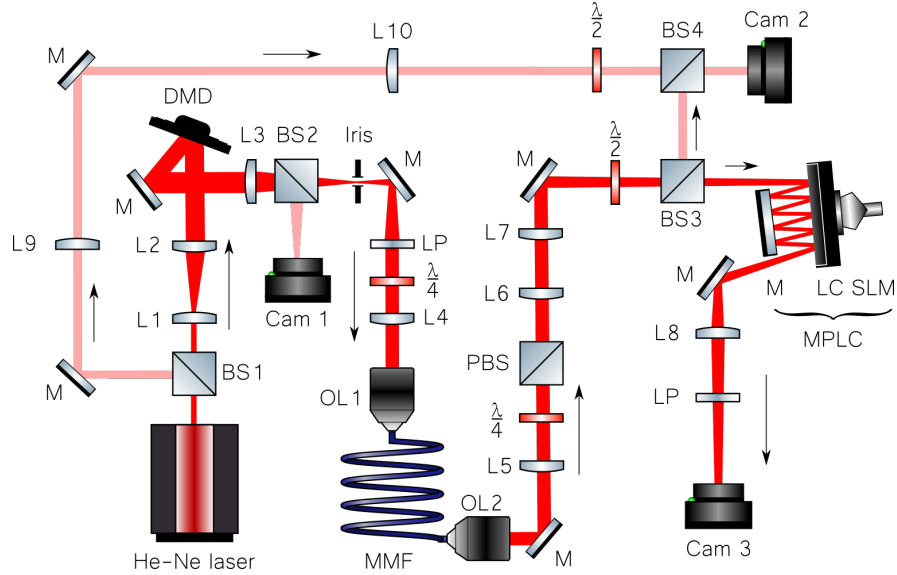 L10
λ/2
BS4
Cam 2
M
DMD
L3
BS2
Iris
M
M
λ/2
M
BS3
L9
L2
LP
L7
M
λ/4
L6
M
M
LC SLM
L1
Cam 1
L4
L8
MPLC
M
BS1
OL1
PBS
LP
λ/4
L5
OL2
He-Ne laser
MMF
M
Cam 3